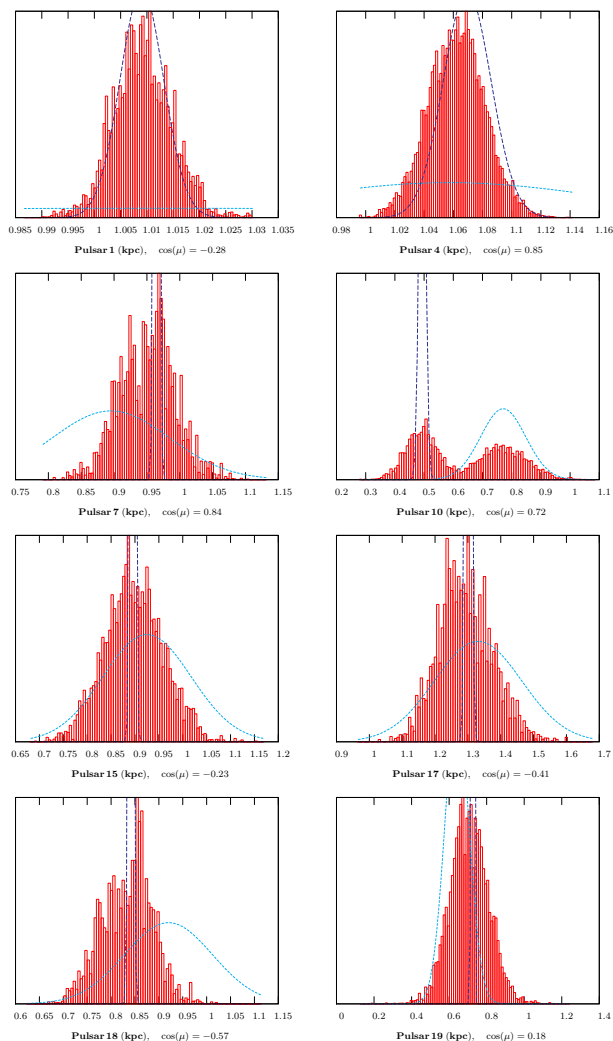 0.985 0.99 0.995 1 1.005 1.01 1.015 1.02 1.025 1.03 1.035
Pulsar 1 (kpc), cos(μ) = −0.28
0.98 1 1.02 1.04 1.06 1.08 1.1 1.12 1.14 1.16
Pulsar 4 (kpc), cos(μ) = 0.85
0.75 0.8 0.85 0.9 0.95 1 1.05 1.1 1.15
Pulsar 7 (kpc), cos(μ) = 0.84
0.2 0.3 0.4 0.5 0.6 0.7 0.8 0.9 1 1.1
Pulsar 10 (kpc), cos(μ) = 0.72
0.65 0.7 0.75 0.8 0.85 0.9 0.95 1 1.05 1.1 1.15 1.2
Pulsar 15 (kpc), cos(μ) = −0.23
0.9 1 1.1 1.2 1.3 1.4 1.5 1.6 1.7
Pulsar 17 (kpc), cos(μ) = −0.41
0.6 0.65 0.7 0.75 0.8 0.85 0.9 0.95 1 1.05 1.1 1.15
Pulsar 18 (kpc), cos(μ) = −0.57
0 0.2 0.4 0.6 0.8 1 1.2 1.4
Pulsar 19 (kpc), cos(μ) = 0.18